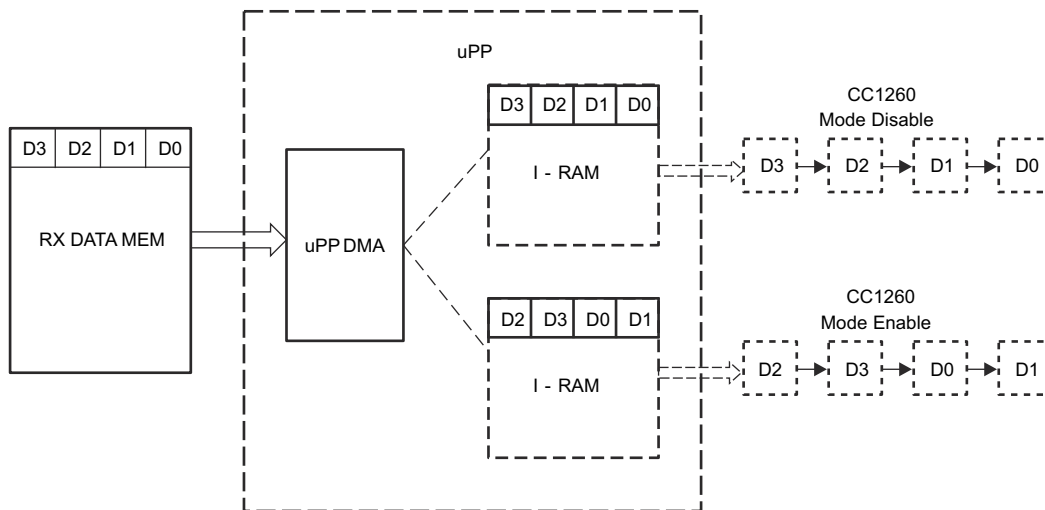 uPP
D3 D2 D1 D0
RX DATA MEM
uPP DMA
D3 D2 D1 D0
I - RAM
D2 D3 D0 D1
I - RAM
CC1260
Mode Disable
D3 D2 D1 D0
CC1260
Mode Enable
D2 D3 D0 D1